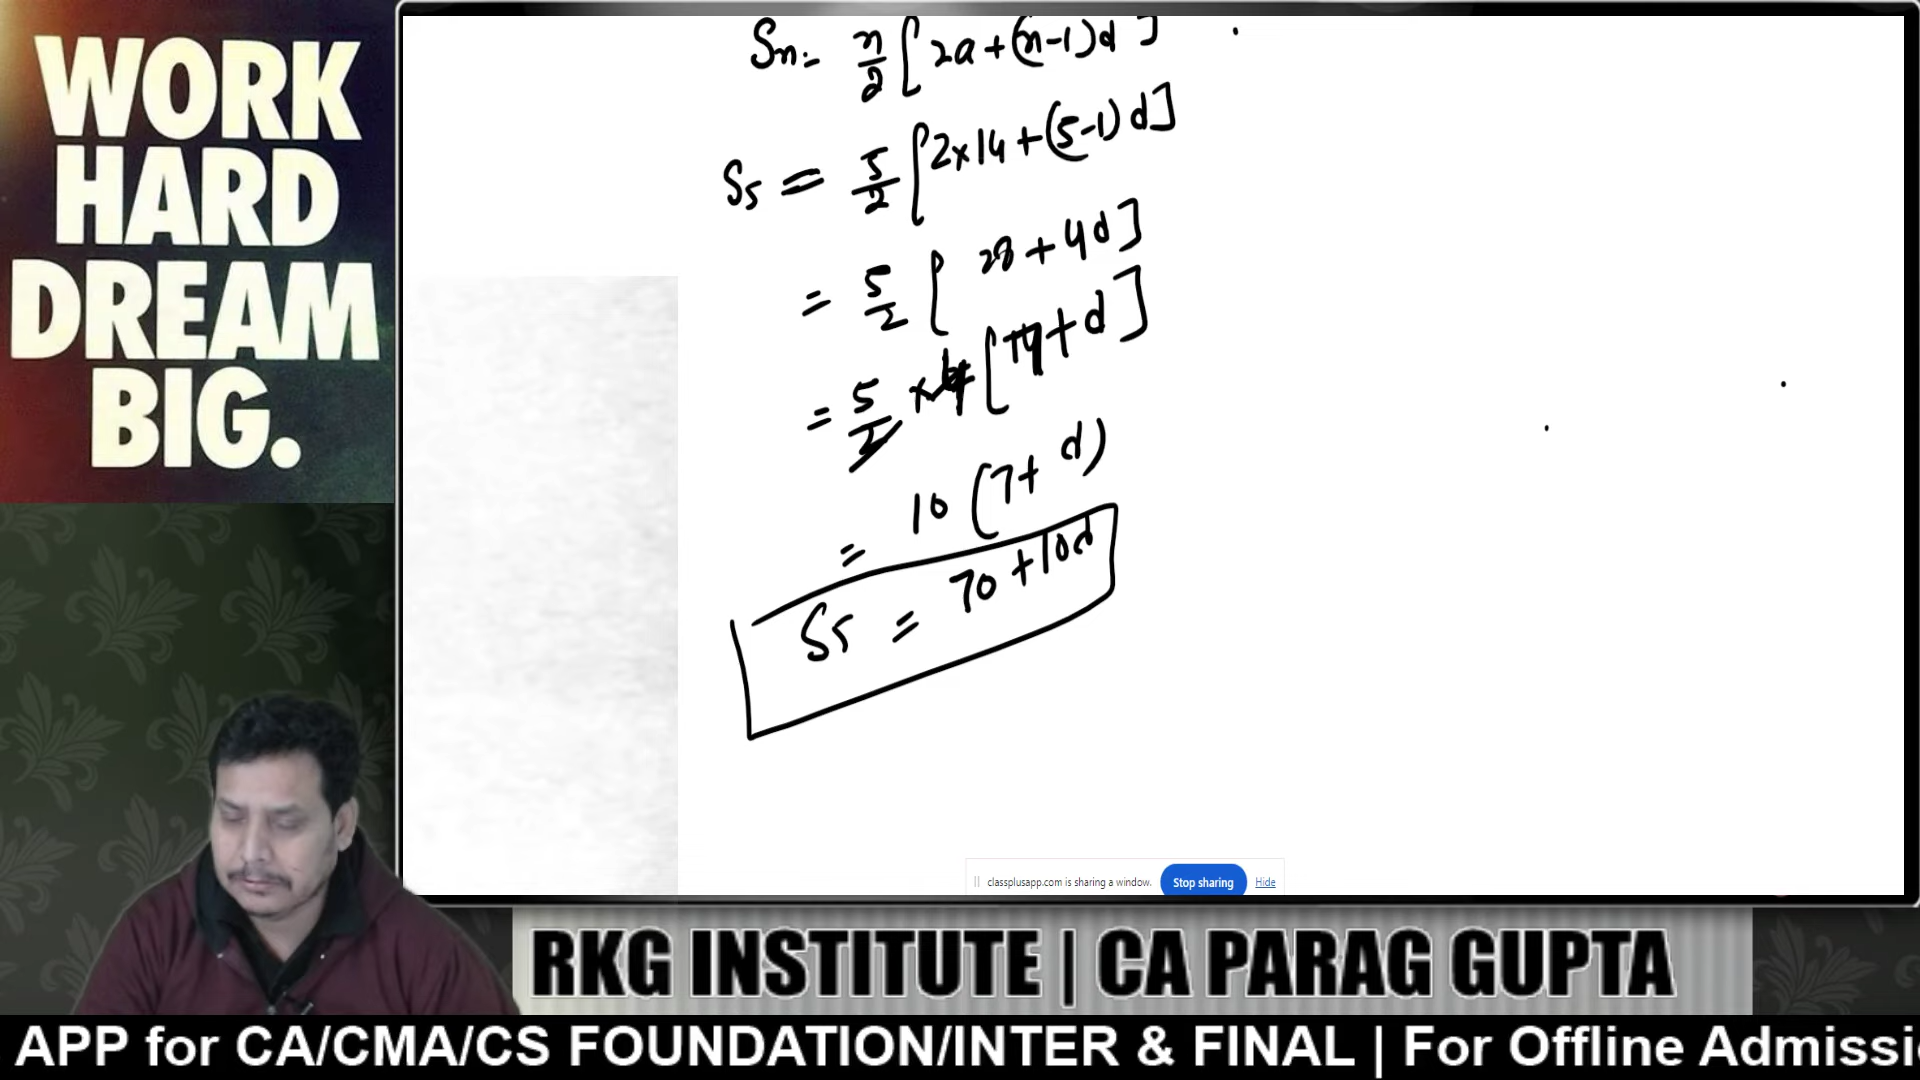 WORK
HARD
DREAM
BIG.
Sn = n/2 [2a + (n-1)d]
S5 = 5/2 [2x14 + (5-1)d]
= 5/2 [28 + 4d]
= 5/2 x 4 [7 + d]
= 10 (7 + d)
S5 = 70 + 10d
classplusapp.com is sharing a window.
Stop sharing
Hide
RKG INSTITUTE | CA PARAG GUPTA
APP for CA/CMA/CS FOUNDATION/INTER & FINAL | For Offline Admissi